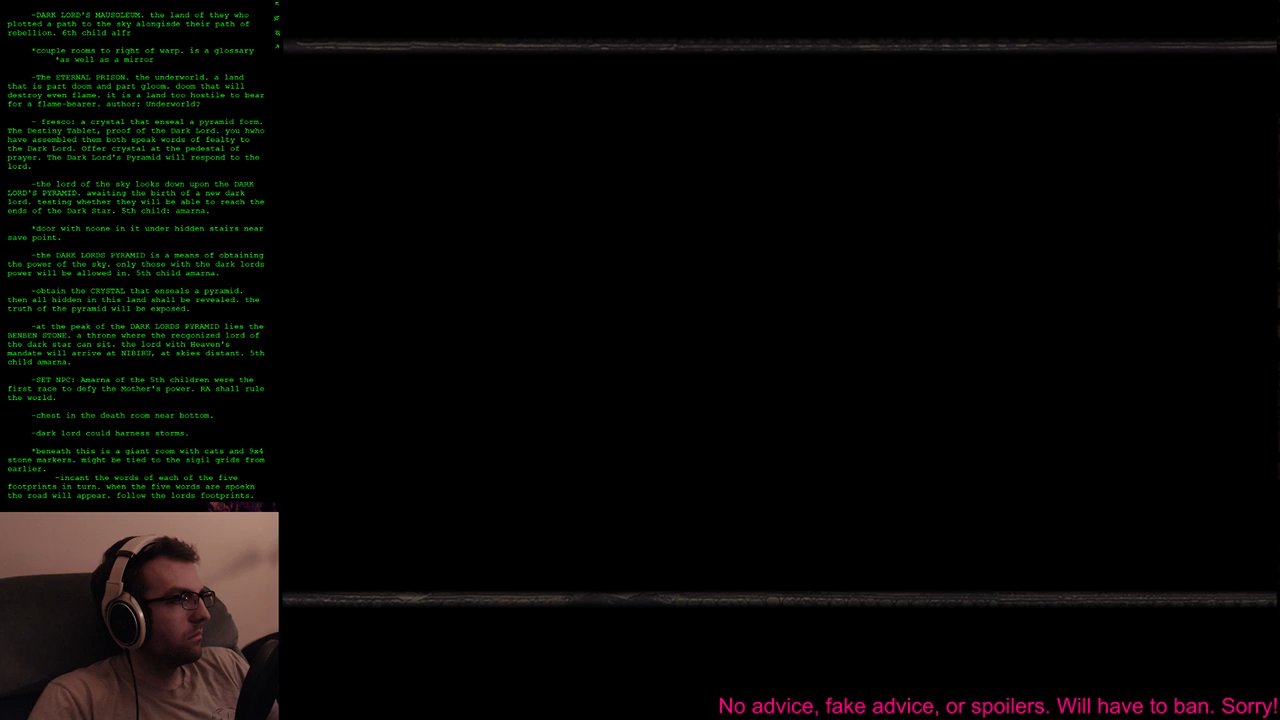 ~DARK LORD'S MAUSOLEUM. the land of they who
plotted a path to the sky alongisde their path of
rebellion. 6th child alfr
*couple rooms to right of warp. is a glossary
*as well as a mirror
~The ETERNAL PRISON. the underworld. a land
that is part doom and part gloom. doom that will
destroy even flame. it is a land too hostile to bear
for a flame-bearer. author: Underworld?
~ fresco: a crystal that enseal a pyramid form.
The Destiny Tablet, proof of the Dark Lord. you hwho
have assembled them both speak words of fealty to
the Dark Lord. Offer crystal at the pedestal of
prayer. The Dark Lord's Pyramid will respond to the
lord.
~the lord of the sky looks down upon the DARK
LORD'S PYRAMID. awaiting the birth of a new dark
lord. testing whether they will be able to reach the
ends of the Dark Star. 5th child: amarna.
*door with noone in it under hidden stairs near
save point.
~the DARK LORDS PYRAMID is a means of obtaining
the power of the sky. only those with the dark lords
power will be allowed in. 5th child amarna.
~obtain the CRYSTAL that enseals a pyramid.
then all hidden in this land shall be revealed. the
truth of the pyramid will be exposed.
~at the peak of the DARK LORDS PYRAMID lies the
BENBEN STONE. a throne where the recgonized lord of
the dark star can sit. the lord with Heaven's
mandate will arrive at NIBIRU, at skies distant. 5th
child amarna.
~SET NPC: Amarna of the 5th children were the
first race to defy the Mother's power. RA shall rule
the world.
~chest in the death room near bottom.
~dark lord could harness storms.
*beneath this is a giant room with cats and 9x4
stone markers. might be tied to the sigil grids from
earlier.
~incant the words of each of the five
footprints in turn. when the five words are spoekn
the road will appear. follow the lords footprints.
No advice, fake advice, or spoilers. Will have to ban. Sorry!